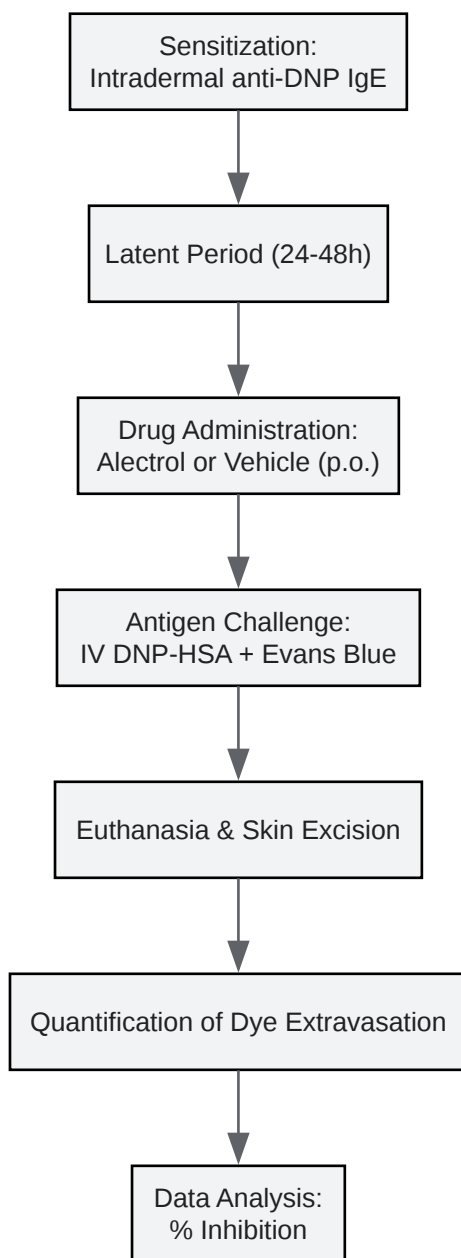 Sensitization:
Intradermal anti-DNP IgE
Latent Period (24-48h)
Drug Administration:
Alectrol or Vehicle (p.o.)
Antigen Challenge:
IV DNP-HSA + Evans Blue
Euthanasia & Skin Excision
Quantification of Dye Extravasation
Data Analysis:
% Inhibition